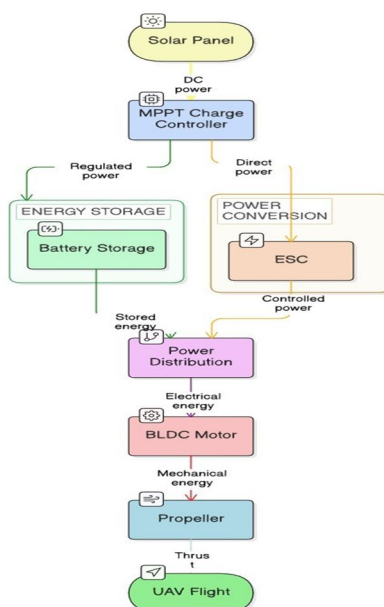 Solar Panel
DC
power
MPPT Charge
Controller
Regulated
power
Direct
power
ENERGY STORAGE
POWER
CONVERSION
Battery Storage
ESC
Stored
energy
Controlled
power
Power
Distribution
Electrical
energy
BLDC Motor
Mechanical
energy
Propeller
Thrus
t
UAV Flight